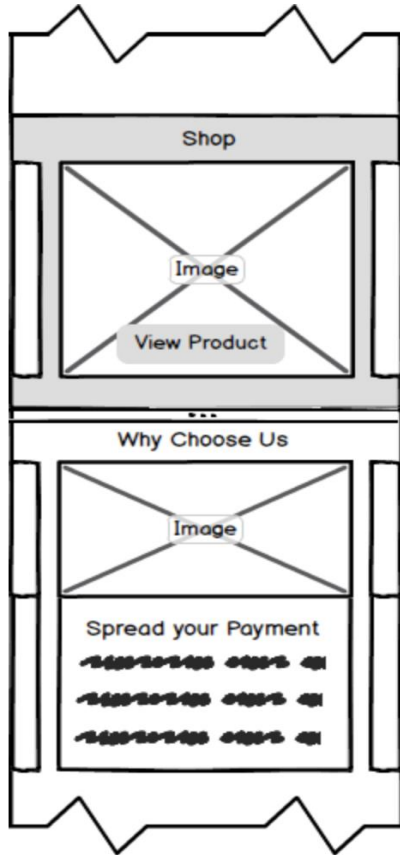 Shop
Image
View Product
Why Choose Us
Image
Spread your Payment